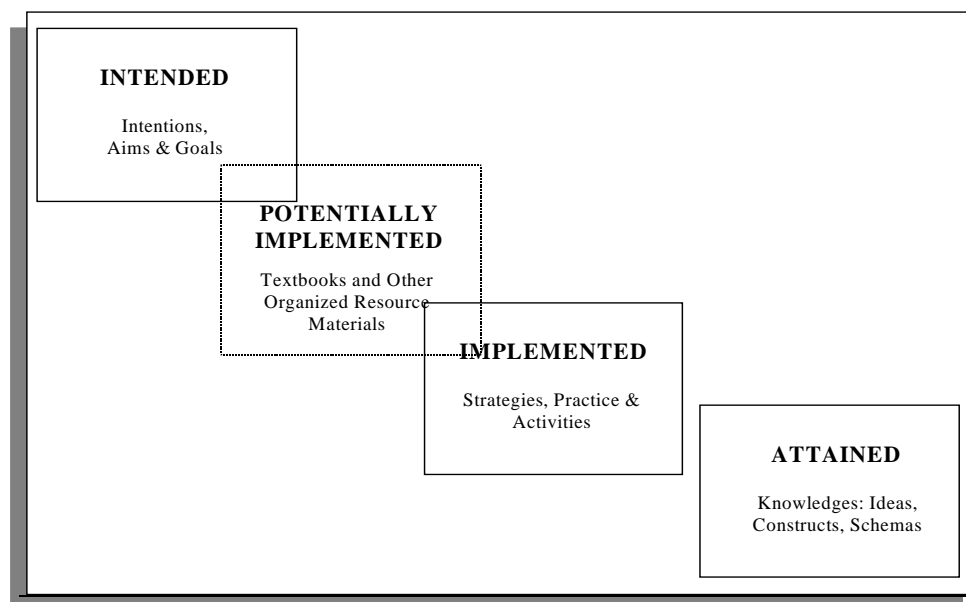 INTENDED
Intentions,
Aims & Goals
POTENTIALLY
IMPLEMENTED
Textbooks and Other
Organized Resource
Materials
IMPLEMENTED
Strategies, Practice &
Activities
ATTAINED
Knowledges: Ideas,
Constructs, Schemas